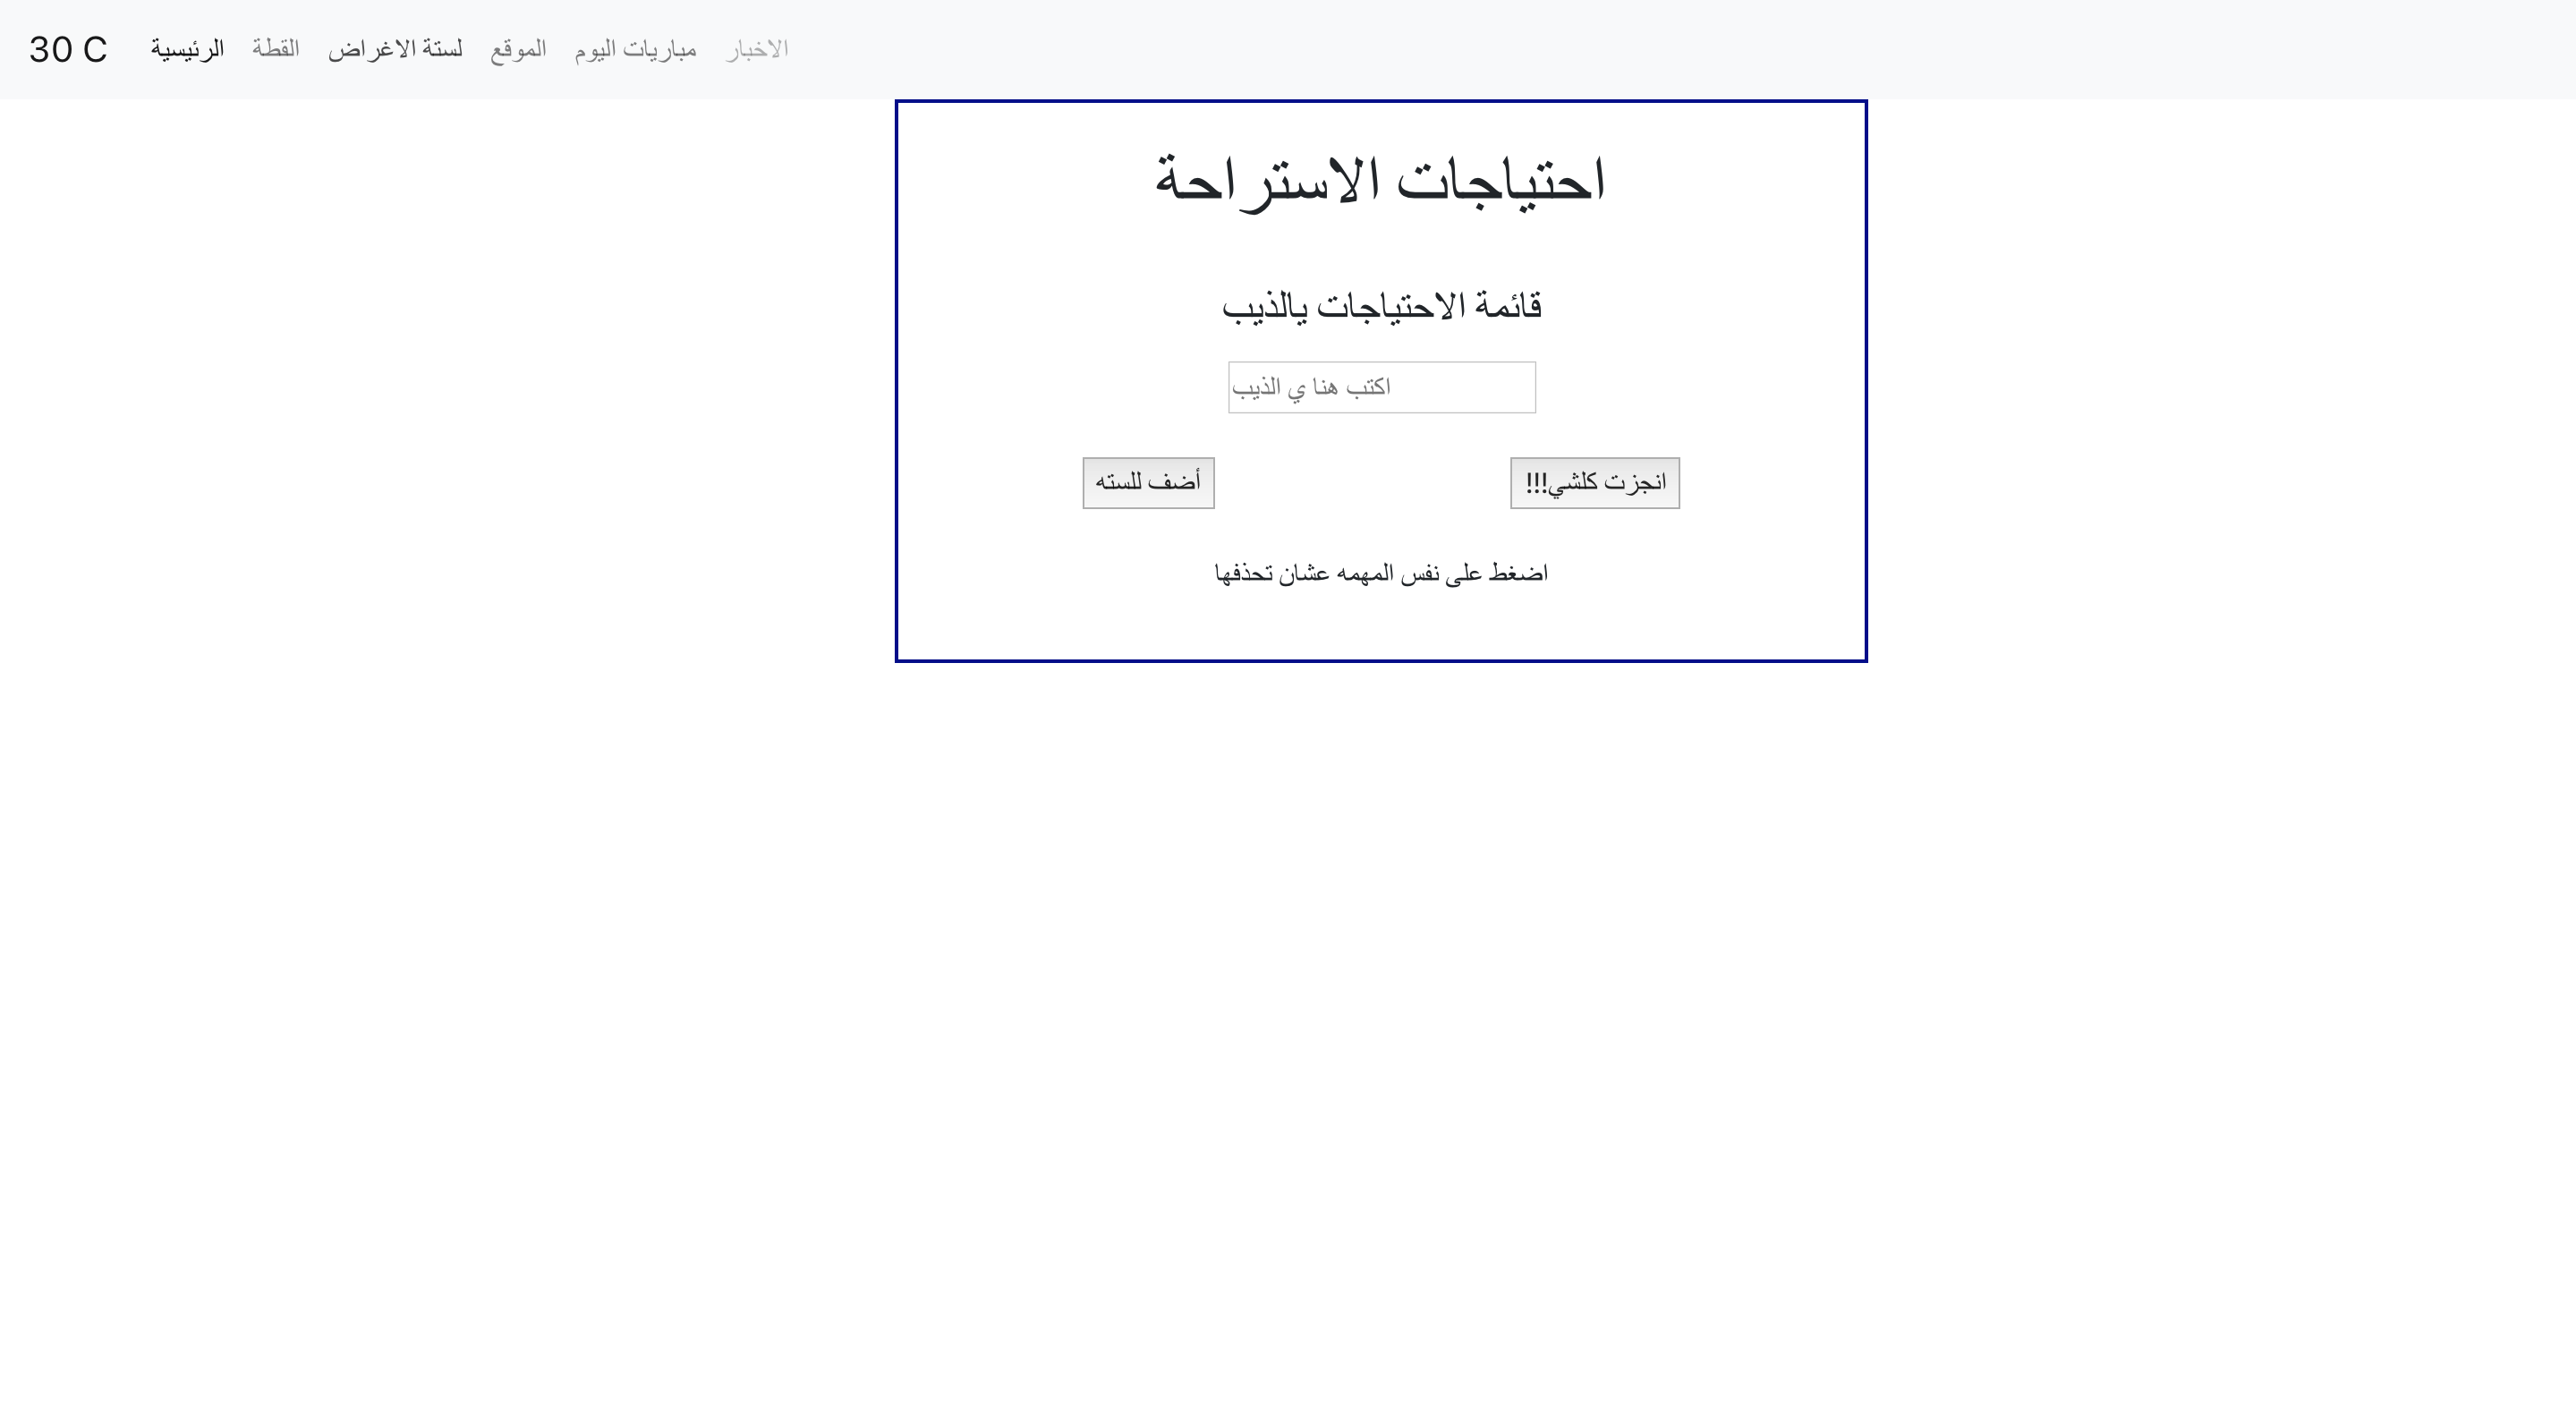 30 C الرئيسية القطة لستة الاغراض الموقع مباريات اليوم الاخبار
احتياجات الاستراحة
قائمة الاحتياجات يالذيب
اكتب هنا ي الذيب
أضف للسته
انجزت كلشي!!!
اضغط على نفس المهمه عشان تحذفها